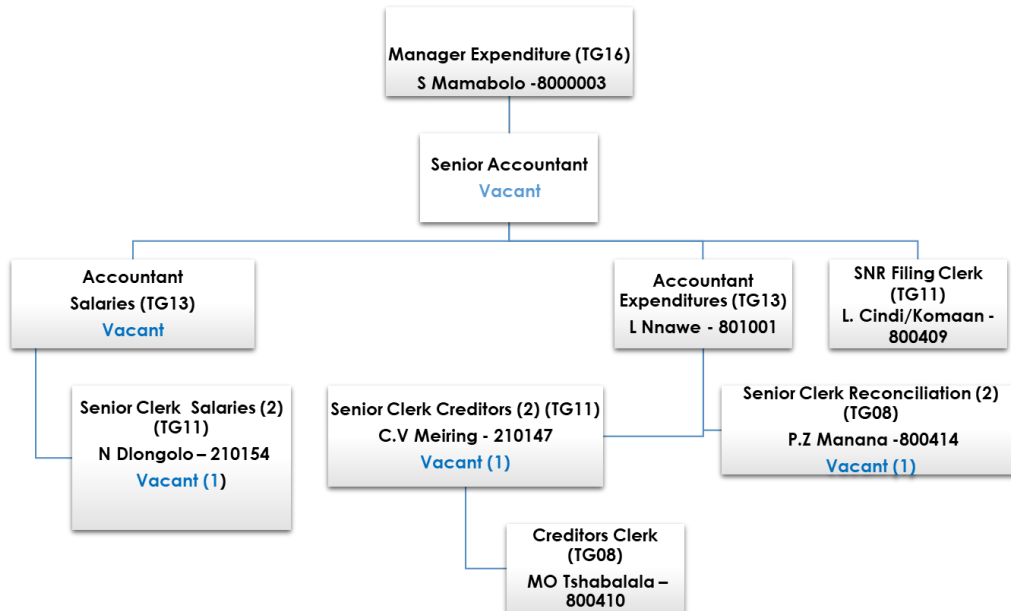 Manager Expenditure (TG16)
S Mamabolo -8000003
Senior Accountant
Vacant
Accountant
Salaries (TG13)
Vacant
Accountant
Expenditures (TG13)
L Nnawe - 801001
SNR Filing Clerk
(TG11)
L. Cindi/Komaan -
800409
Senior Clerk Salaries (2)
(TG11)
N Dlongolo – 210154
Vacant (1)
Senior Clerk Creditors (2) (TG11)
C.V Meiring - 210147
Vacant (1)
Senior Clerk Reconciliation (2)
(TG08)
P.Z Manana -800414
Vacant (1)
Creditors Clerk
(TG08)
MO Tshabalala –
800410